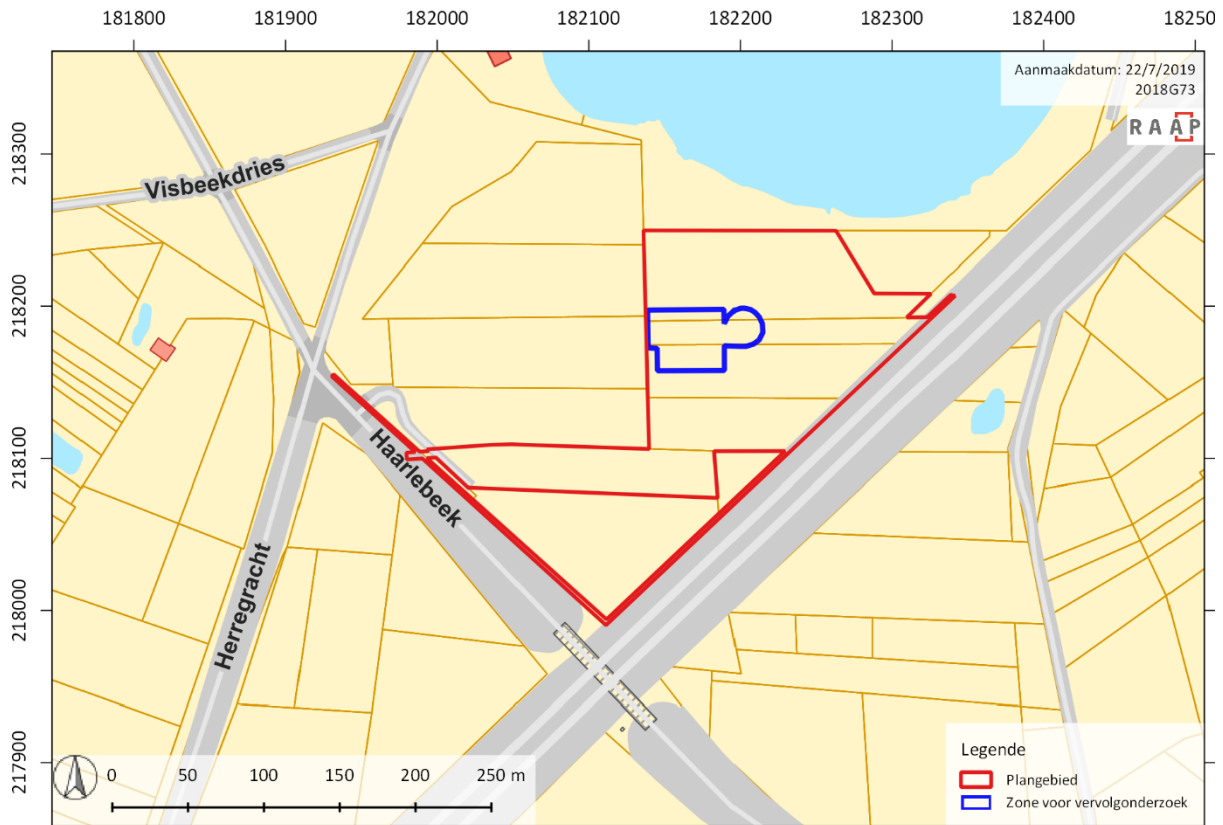 181800 181900 182000 182100 182200 182300 182400 18250
Aanmaakdatum: 22/7/2019
2018G73
RAAP
218300
218200
218100
218000
217900
Visbeekdries
Haarlebeek
Herregracht
0 50 100 150 200 250 m
Legende
Plangebied
Zone voor vervolgonderzoek